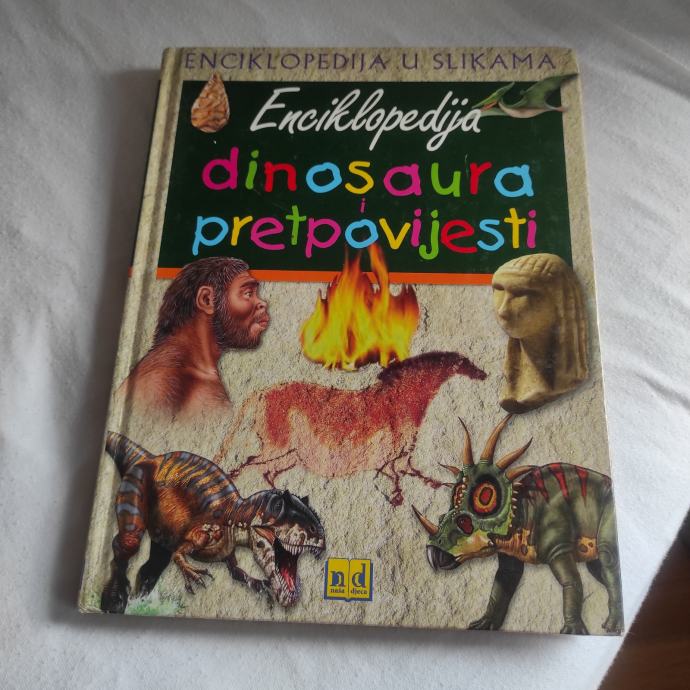 ENCIKLOPEDIJA U SLIKAMA
Enciklopedija
dinosaura
i
pretpovijesti
nd
naša djeca